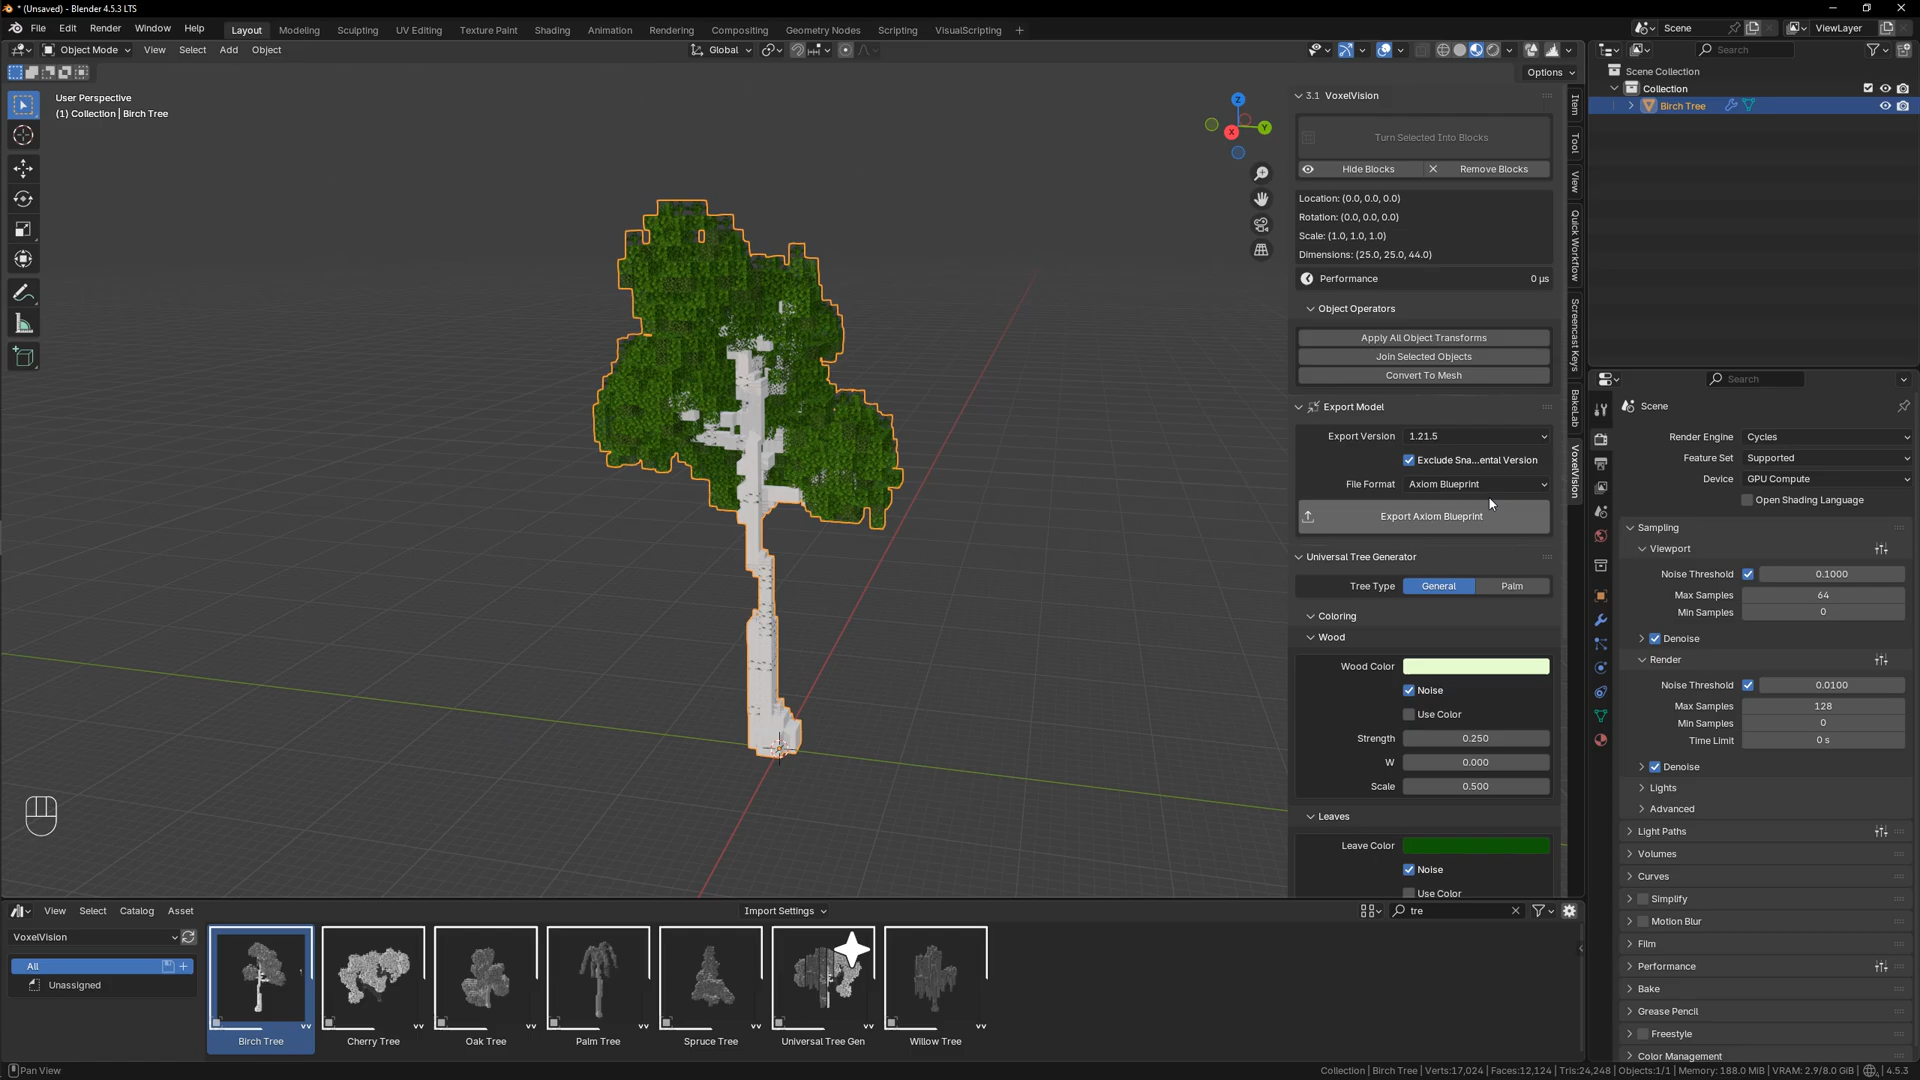 * (Unsaved) - Blender 4.5.3 LTS
File Edit Render Window Help
Layout Modeling Sculpting UV Editing Texture Paint Shading Animation Rendering Compositing Geometry Nodes Scripting VisualScripting +
Scene ViewLayer
Object Mode View Select Add Object
Global
Search
Options
User Perspective
(1) Collection | Birch Tree
Z
Y
X
3.1 VoxelVision
Turn Selected Into Blocks
Hide Blocks Remove Blocks
Location: (0.0, 0.0, 0.0)
Rotation: (0.0, 0.0, 0.0)
Scale: (1.0, 1.0, 1.0)
Dimensions: (25.0, 25.0, 44.0)
Performance 0 µs
Object Operators
Apply All Object Transforms
Join Selected Objects
Convert To Mesh
Export Model
Export Version 1.21.5
Exclude Sna...ental Version
File Format Axiom Blueprint
Export Axiom Blueprint
Universal Tree Generator
Tree Type General Palm
Coloring
Wood
Wood Color
Noise
Use Color
Strength 0.250
W 0.000
Scale 0.500
Leaves
Leave Color
Noise
Use Color
Item
Tool
View
Quick Workflow
Screencast Keys
BakeLab
VoxelVision
Scene Collection
Collection
Birch Tree
Search
Scene
Render Engine Cycles
Feature Set Supported
Device GPU Compute
Open Shading Language
Sampling
Viewport
Noise Threshold 0.1000
Max Samples 64
Min Samples 0
Denoise
Render
Noise Threshold 0.0100
Max Samples 128
Min Samples 0
Time Limit 0 s
Denoise
Lights
Advanced
Light Paths
Volumes
Curves
Simplify
Motion Blur
Film
Performance
Bake
Grease Pencil
Freestyle
Color Management
View Select Catalog Asset
Import Settings
tre
VoxelVision
All
Unassigned
Birch Tree Cherry Tree Oak Tree Palm Tree Spruce Tree Universal Tree Gen Willow Tree
Pan View
Collection | Birch Tree | Verts:17,024 | Faces:12,124 | Tris:24,248 | Objects:1/1 | Memory: 188.0 MiB | VRAM: 2.9/8.0 GiB | 4.5.3